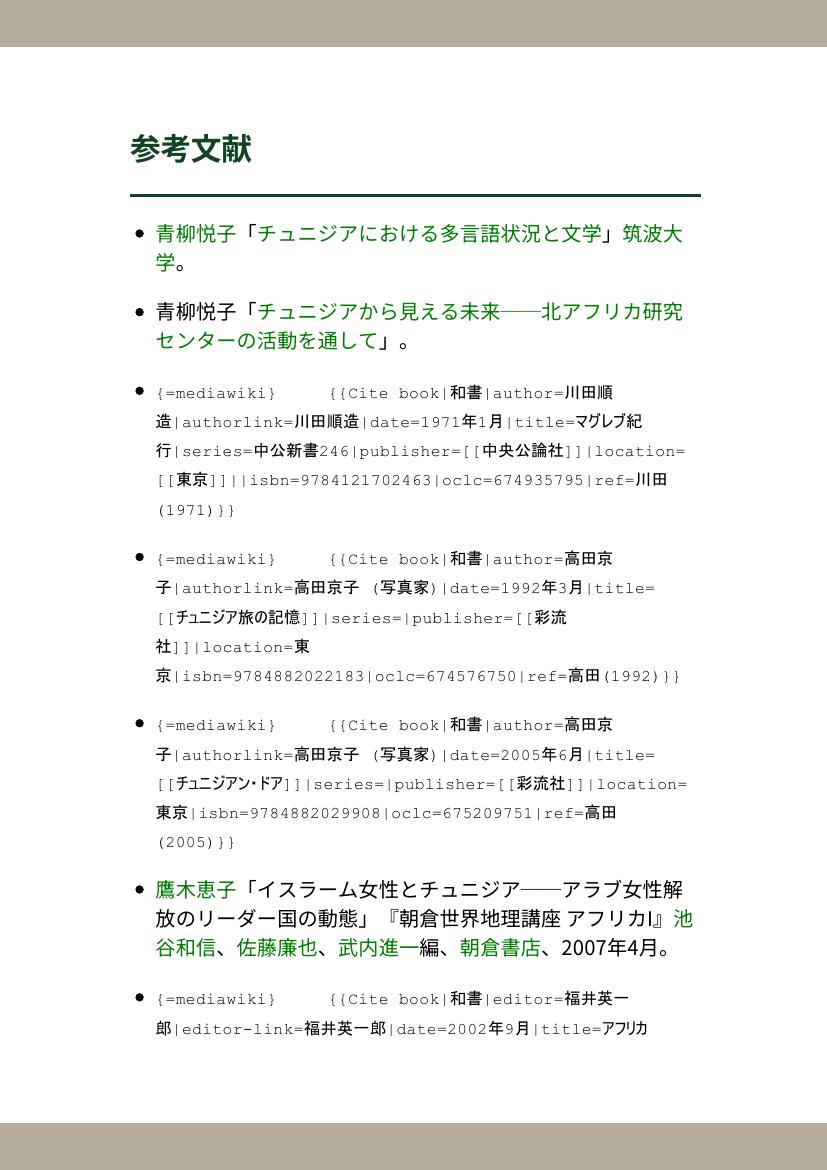 参考文献
青柳悦子「チュニジアにおける多言語状況と文学」筑波大
学。
青柳悦子「チュニジアから見える未来――北アフリカ研究
センターの活動を通して」。
{=mediawiki} {{Cite book|和書|author=川田順
造|authorlink=川田順造|date=1971年1月|title=マグレブ紀
行|series=中公新書246|publisher=[[中央公論社]]|location=
[[東京]]||isbn=9784121702463|oclc=674935795|ref=川田
(1971)}}
{=mediawiki} {{Cite book|和書|author=高田京
子|authorlink=高田京子 (写真家)|date=1992年3月|title=
[[チュニジア旅の記憶]]|series=|publisher=[[彩流
社]]|location=東
京|isbn=9784882022183|oclc=674576750|ref=高田(1992)}}
{=mediawiki} {{Cite book|和書|author=高田京
子|authorlink=高田京子 (写真家)|date=2005年6月|title=
[[チュニジアン・ドア]]|series=|publisher=[[彩流社]]|location=
東京|isbn=9784882029908|oclc=675209751|ref=高田
(2005)}}
鷹木恵子「イスラーム女性とチュニジア――アラブ女性解
放のリーダー国の動態」『朝倉世界地理講座 アフリカI』池
谷和信、佐藤廉也、武内進一編、朝倉書店、2007年4月。
{=mediawiki} {{Cite book|和書|editor=福井英一
郎|editor-link=福井英一郎|date=2002年9月|title=アフリカ